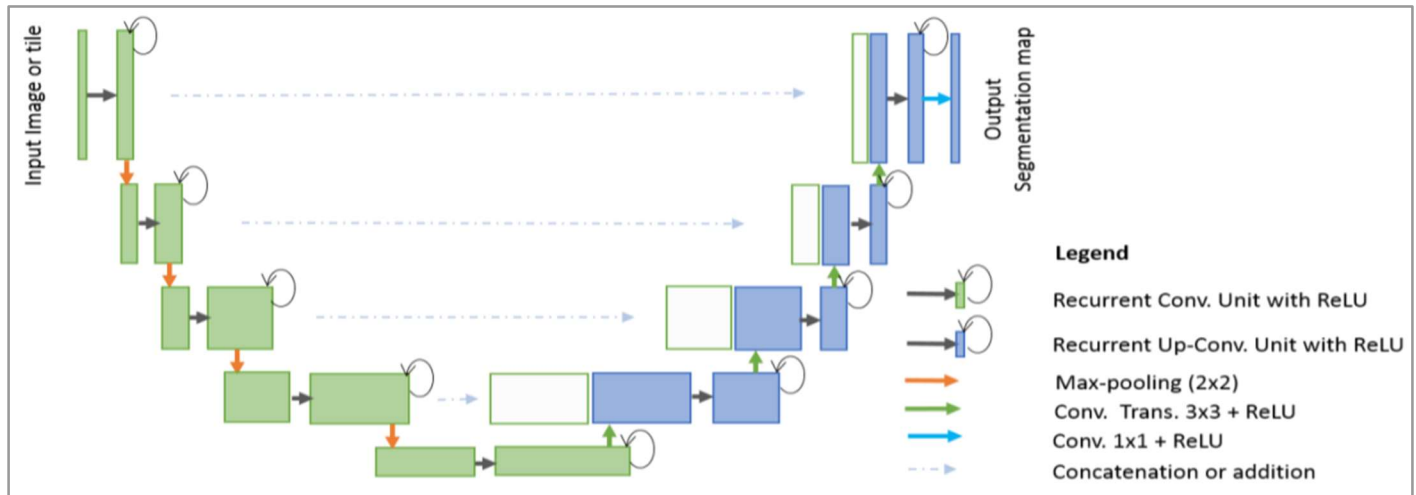 Input Image or tile
Output
Segmentation map
Legend
Recurrent Conv. Unit with ReLU
Recurrent Up-Conv. Unit with ReLU
Max-pooling (2x2)
Conv. Trans. 3x3 + ReLU
Conv. 1x1 + ReLU
Concatenation or addition